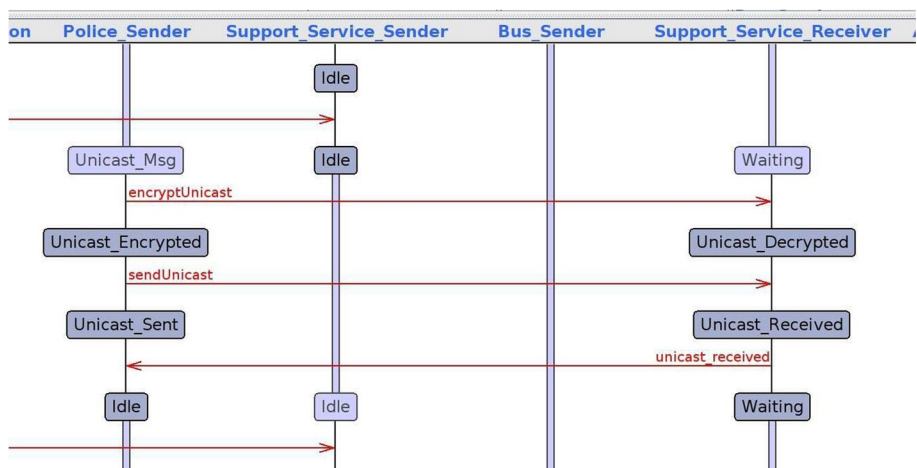 on Police_Sender Support_Service_Sender Bus_Sender Support_Service_Receiver
Idle
Unicast_Msg Idle Waiting
encryptUnicast
Unicast_Encrypted Unicast_Decrypted
sendUnicast
Unicast_Sent Unicast_Received
unicast_received
Idle Idle Waiting